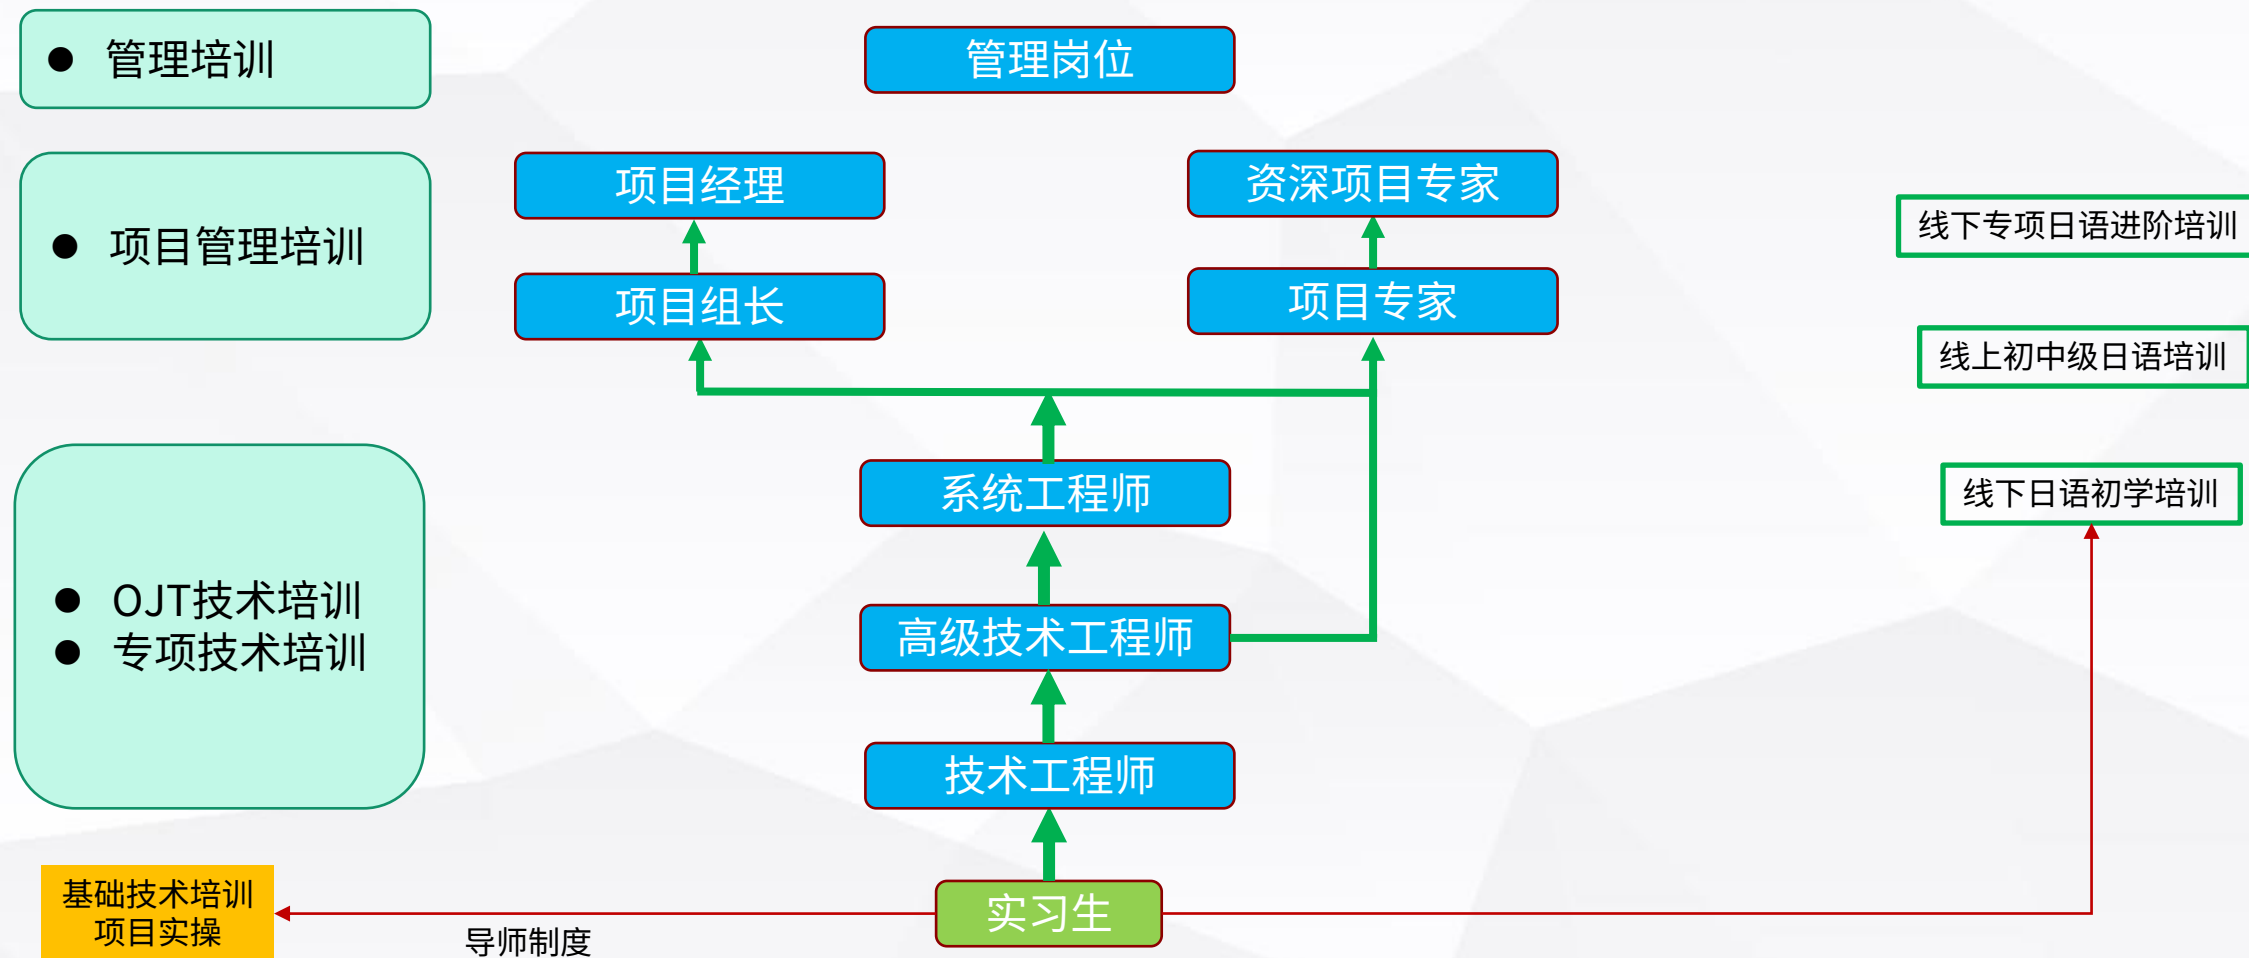 管理培训
管理岗位
项目经理
资深项目专家
项目管理培训
线下专项日语进阶培训
项目组长
项目专家
线上初中级日语培训
系统工程师
线下日语初学培训
OJT技术培训
专项技术培训
高级技术工程师
技术工程师
基础技术培训
项目实操
导师制度
实习生